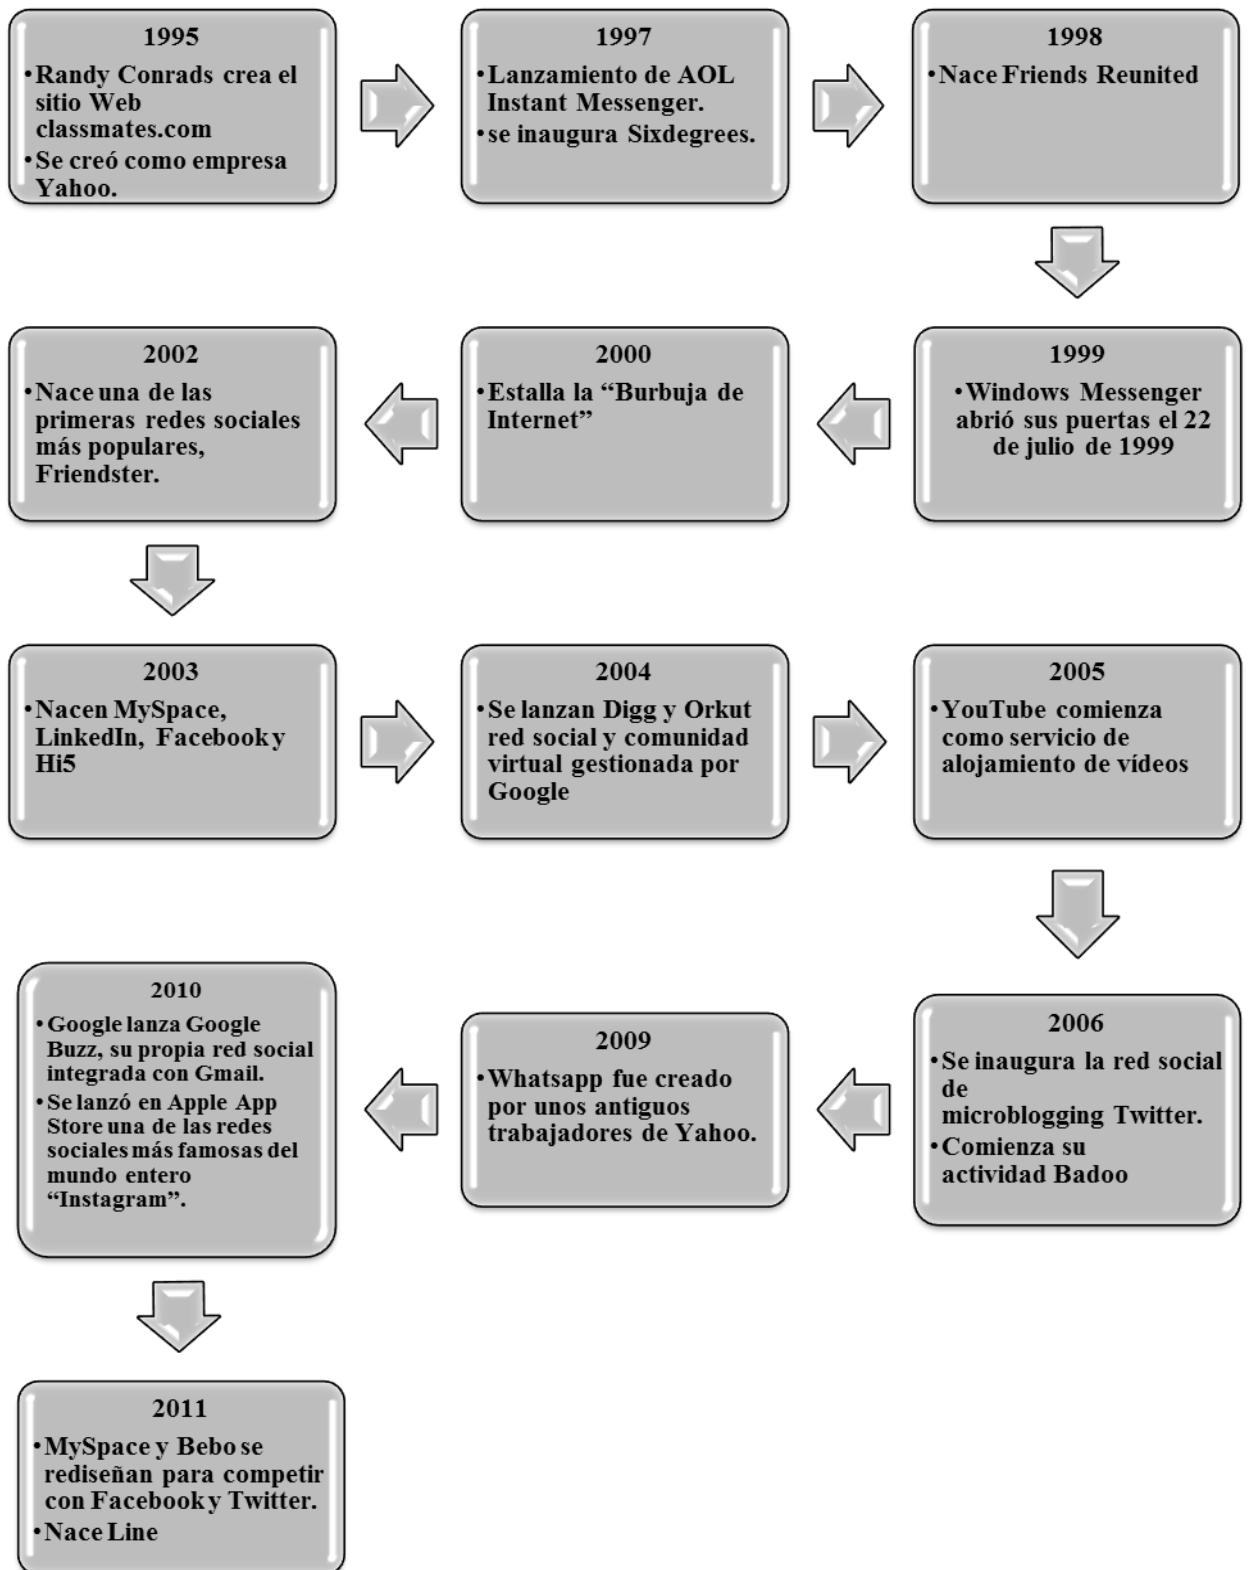 1995
•Randy Conrads crea el
sitio Web
classmates.com
•Se creó como empresa
Yahoo.
1997
•Lanzamiento de AOL
Instant Messenger.
•se inaugura Sixdegrees.
1998
•Nace Friends Reunited
1999
•Windows Messenger
abrió sus puertas el 22
de julio de 1999
2000
•Estalla la “Burbuja de
Internet”
2002
•Nace una de las
primeras redes sociales
más populares,
Friendster.
2003
•Nacen MySpace,
LinkedIn, Facebook y
Hi5
2004
•Se lanzan Digg y Orkut
red social y comunidad
virtual gestionada por
Google
2005
•YouTube comienza
como servicio de
alojamiento de vídeos
2006
•Se inaugura la red social
de
microblogging Twitter.
•Comienza su
actividad Badoo
2009
•Whatsapp fue creado
por unos antiguos
trabajadores de Yahoo.
2010
•Google lanza Google
Buzz, su propia red social
integrada con Gmail.
•Se lanzó en Apple App
Store una de las redes
sociales más famosas del
mundo entero
“Instagram”.
2011
•MySpace y Bebo se
rediseñan para competir
con Facebook y Twitter.
•Nace Line